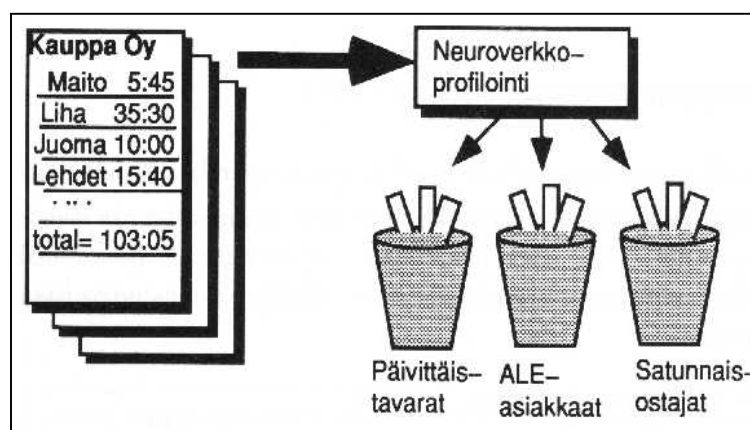 Kauppa Oy
Maito 5:45
Liha 35:30
Juoma 10:00
Lehdet 15:40
. .. .
total= 103:05
Neuroverkko–
profilointi
Päivittäis–
tavarat
ALE–
asiakkaat
Satunnais-
ostajat